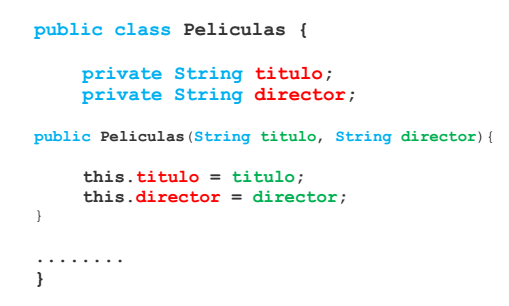 public class Peliculas {
private String titulo;
private String director;
public Peliculas(String titulo, String director){
this.titulo = titulo;
this.director = director;
}
........
}